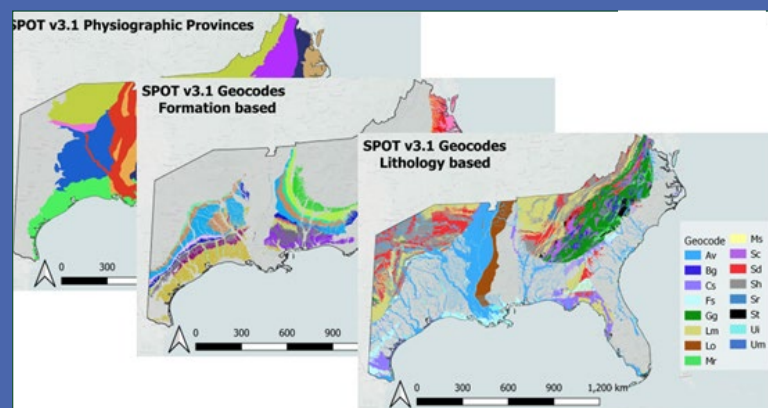 SPOT v3.1 Physiographic Provinces
0 300
SPOT v3.1 Geocodes
Formation based
0 300 600 900
SPOT v3.1 Geocodes
Lithology based
Geocode
Av
Bg
Cs
Fs
Gg
Lm
Lo
Mr
Ms
Sc
Sd
Sh
Sr
St
Ui
Um
0 300 600 900 1,200 km